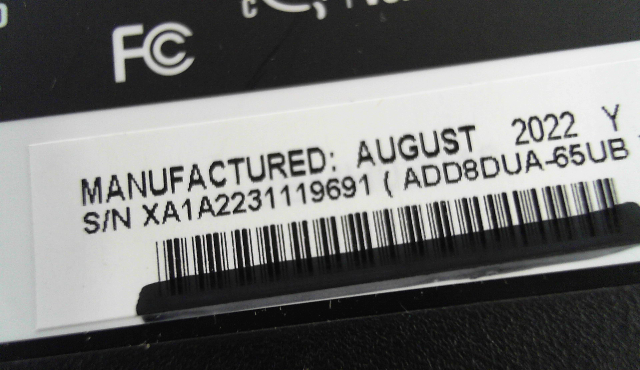 FC
MANUFACTURED: AUGUST 2022 Y
S/N XA1A2231119691 ( ADD8DUA-65UB